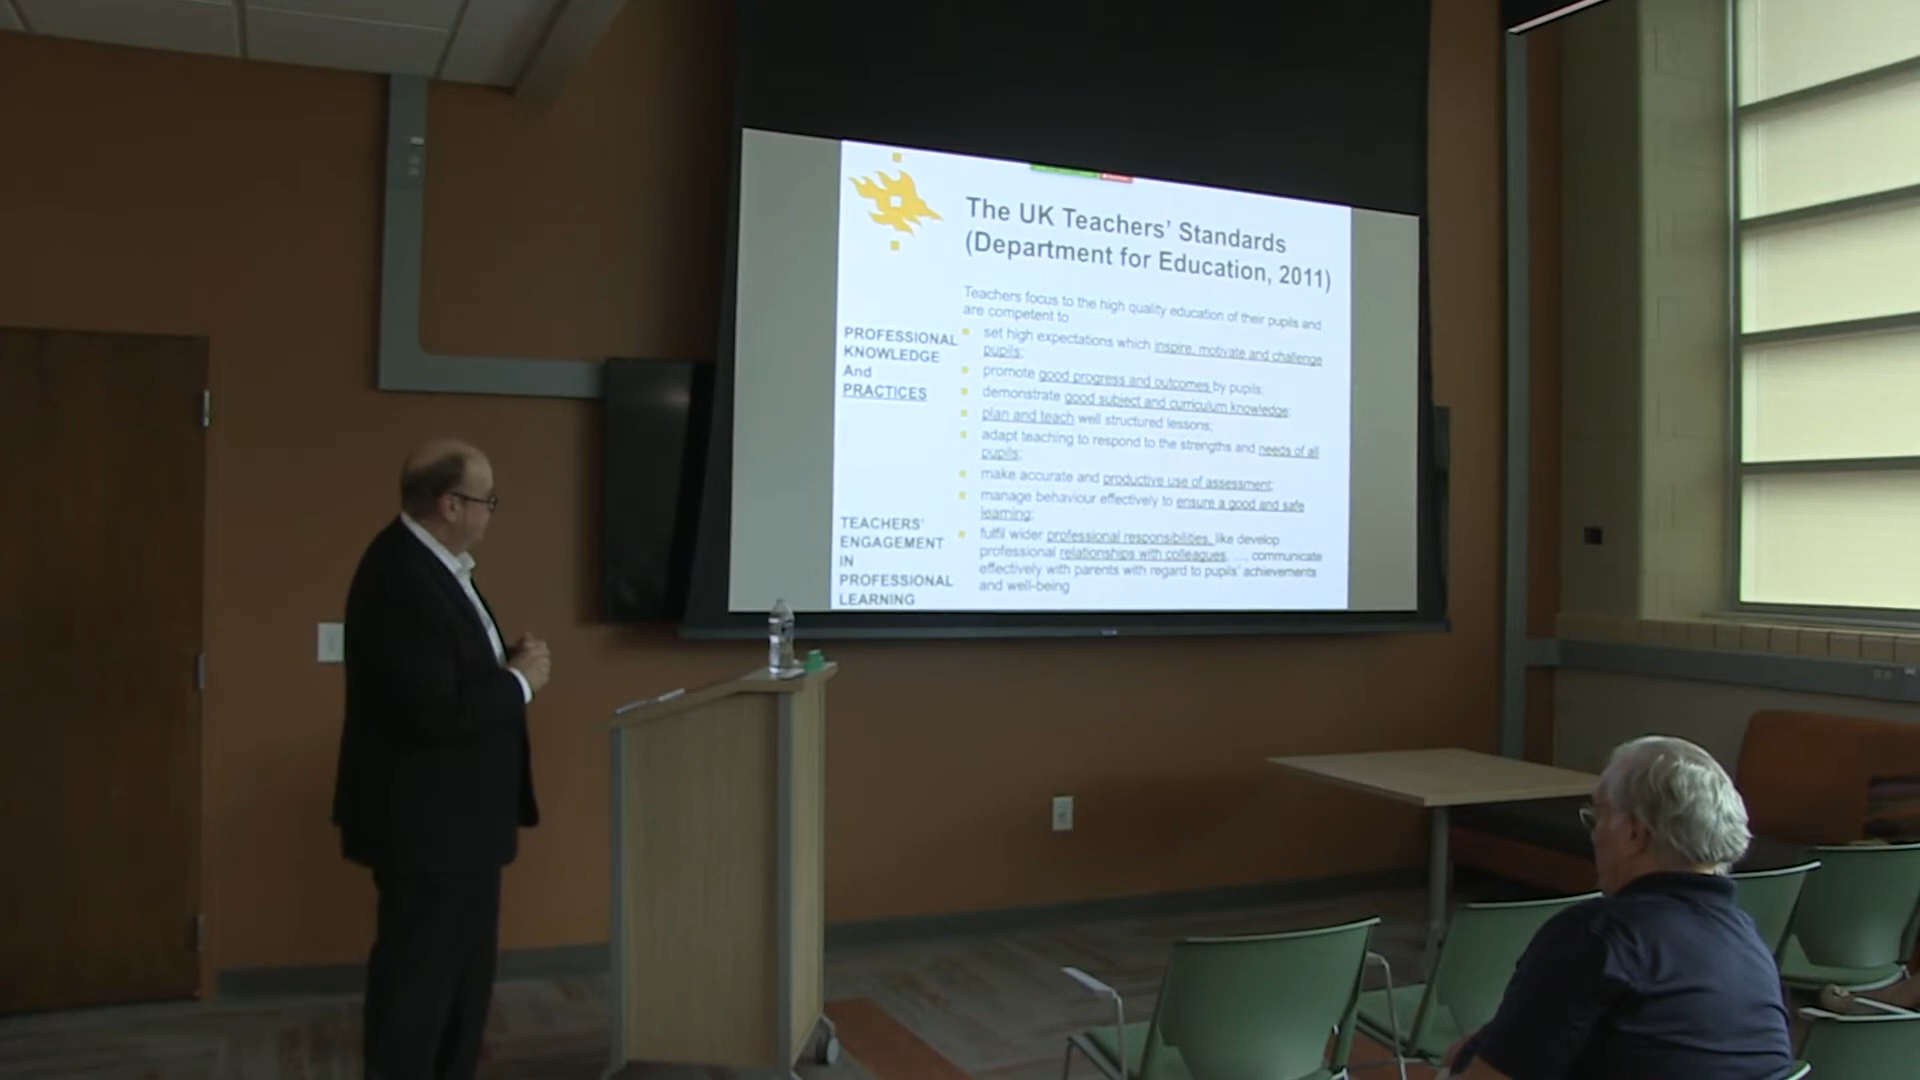 The UK Teachers' Standards
(Department for Education, 2011)
Teachers focus to the high quality education of their pupils and
are competent to
PROFESSIONAL
KNOWLEDGE
And
PRACTICES
set high expectations which inspire, motivate and challenge
pupils;
promote good progress and outcomes by pupils;
demonstrate good subject and curriculum knowledge;
plan and teach well structured lessons;
adapt teaching to respond to the strengths and needs of all
pupils;
make accurate and productive use of assessment;
manage behaviour effectively to ensure a good and safe
learning;
TEACHERS'
ENGAGEMENT
IN
PROFESSIONAL
LEARNING
fulfil wider professional responsibilities, like develop
professional relationships with colleagues, …, communicate
effectively with parents with regard to pupils' achievements
and well-being